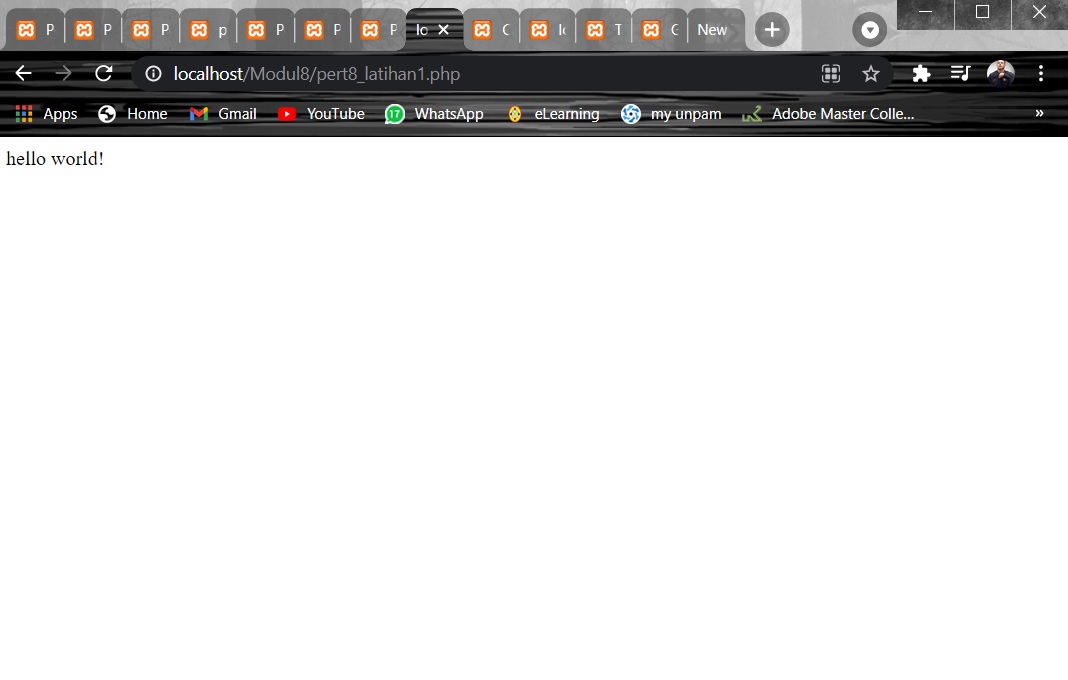 P P P p P P P lo C lo T C New
localhost/Modul8/pert8_latihan1.php
Apps Home Gmail YouTube 17 WhatsApp eLearning my unpam Adobe Master Colle... »
hello world!